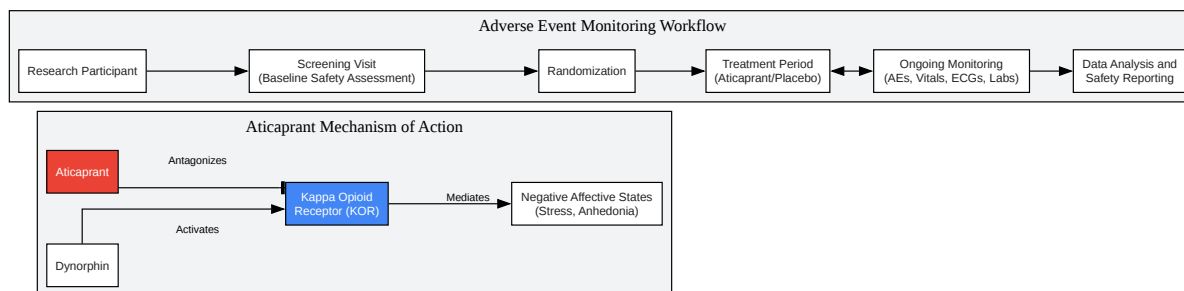 Adverse Event Monitoring Workflow
Research Participant
Screening Visit
(Baseline Safety Assessment)
Randomization
Treatment Period
(Aticaprant/Placebo)
Ongoing Monitoring
(AEs, Vitals, ECGs, Labs)
Data Analysis and
Safety Reporting
Aticaprant Mechanism of Action
Aticaprant
Antagonizes
Kappa Opioid
Receptor (KOR)
Mediates
Negative Affective States
(Stress, Anhedonia)
Activates
Dynorphin